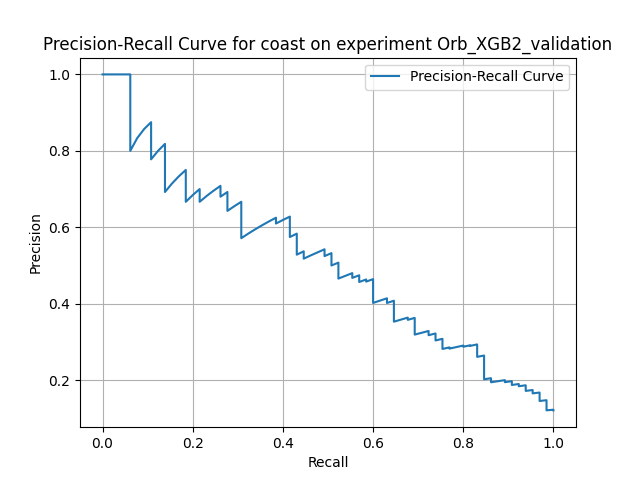 Precision-Recall Curve for coast on experiment Orb_XGB2_validation
Precision-Recall Curve
1.0
0.8
0.6
0.4
0.2
Precision
0.0 0.2 0.4 0.6 0.8 1.0
Recall